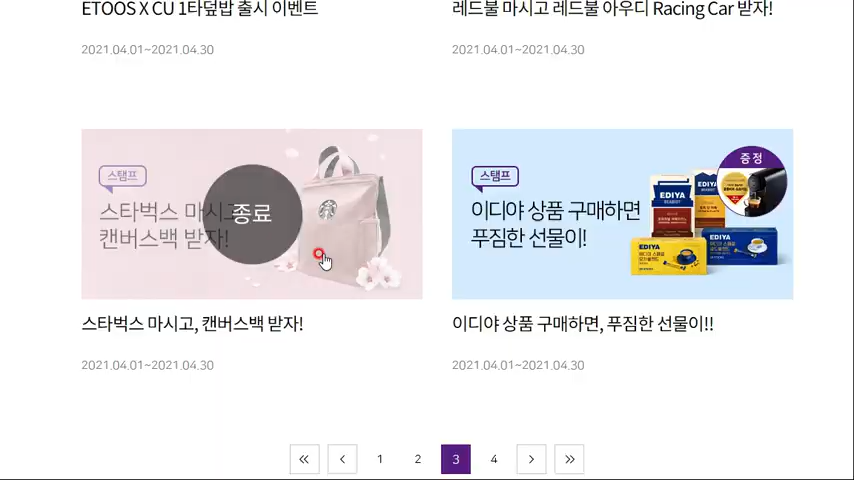 ETOOS X CU 1타덮밥 출시 이벤트
레드불 마시고 레드불 아우디 Racing Car 받자!
2021.04.01~2021.04.30
2021.04.01~2021.04.30
스탬프
스타벅스 마시고
캔버스백 받자!
종료
스탬프
이디야 상품 구매하면
푸짐한 선물이!
증정
EDIYA
EDIYA
EDIYA
EDIYA
스타벅스 마시고, 캔버스백 받자!
이디야 상품 구매하면, 푸짐한 선물이!!
2021.04.01~2021.04.30
2021.04.01~2021.04.30
1 2 3 4